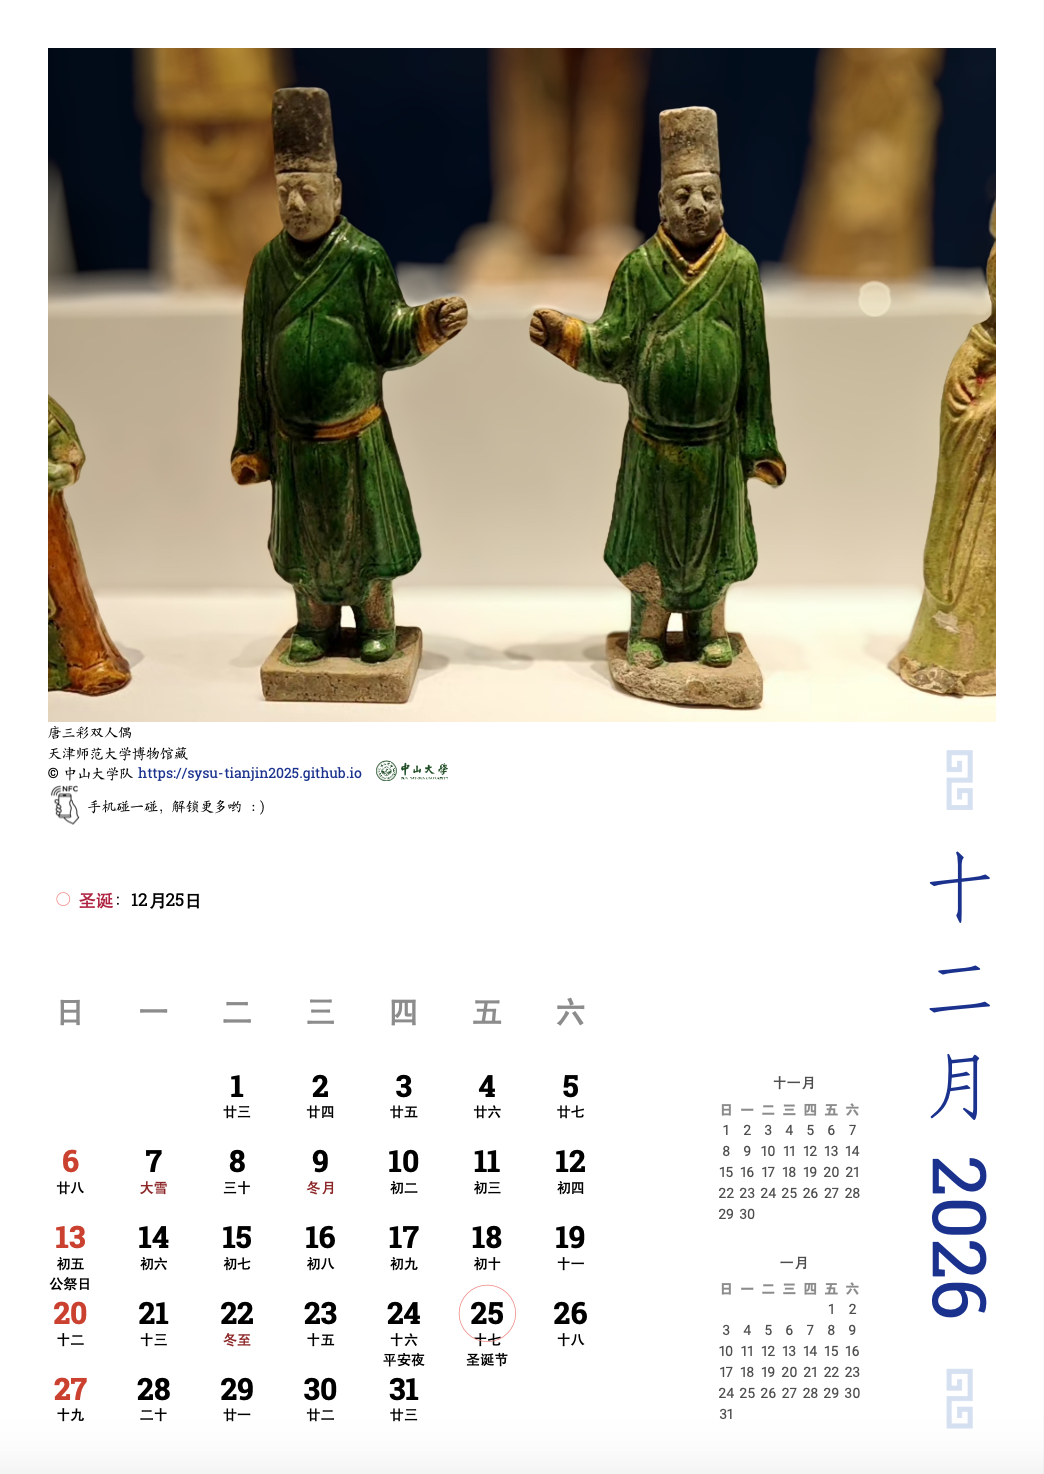 唐三彩双人偶
天津师范大学博物馆藏
© 中山大学队 https://sysu-tianjin2025.github.io 中山大学
NFC
手机碰一碰，解锁更多哟 ：)
圣诞： 12月25日
十二月 2026
日 一 二 三 四 五 六
1 2 3 4 5
廿三 廿四 廿五 廿六 廿七
6 7 8 9 10 11 12
廿八 大雪 三十 冬月 初二 初三 初四
13 14 15 16 17 18 19
初五 初六 初七 初八 初九 初十 十一
公祭日
20 21 22 23 24 25 26
十二 十三 冬至 十五 十六 十七 十八
平安夜 圣诞节
27 28 29 30 31
十九 二十 廿一 廿二 廿三
十一月
日 一 二 三 四 五 六
1 2 3 4 5 6 7
8 9 10 11 12 13 14
15 16 17 18 19 20 21
22 23 24 25 26 27 28
29 30
一月
日 一 二 三 四 五 六
1 2
3 4 5 6 7 8 9
10 11 12 13 14 15 16
17 18 19 20 21 22 23
24 25 26 27 28 29 30
31